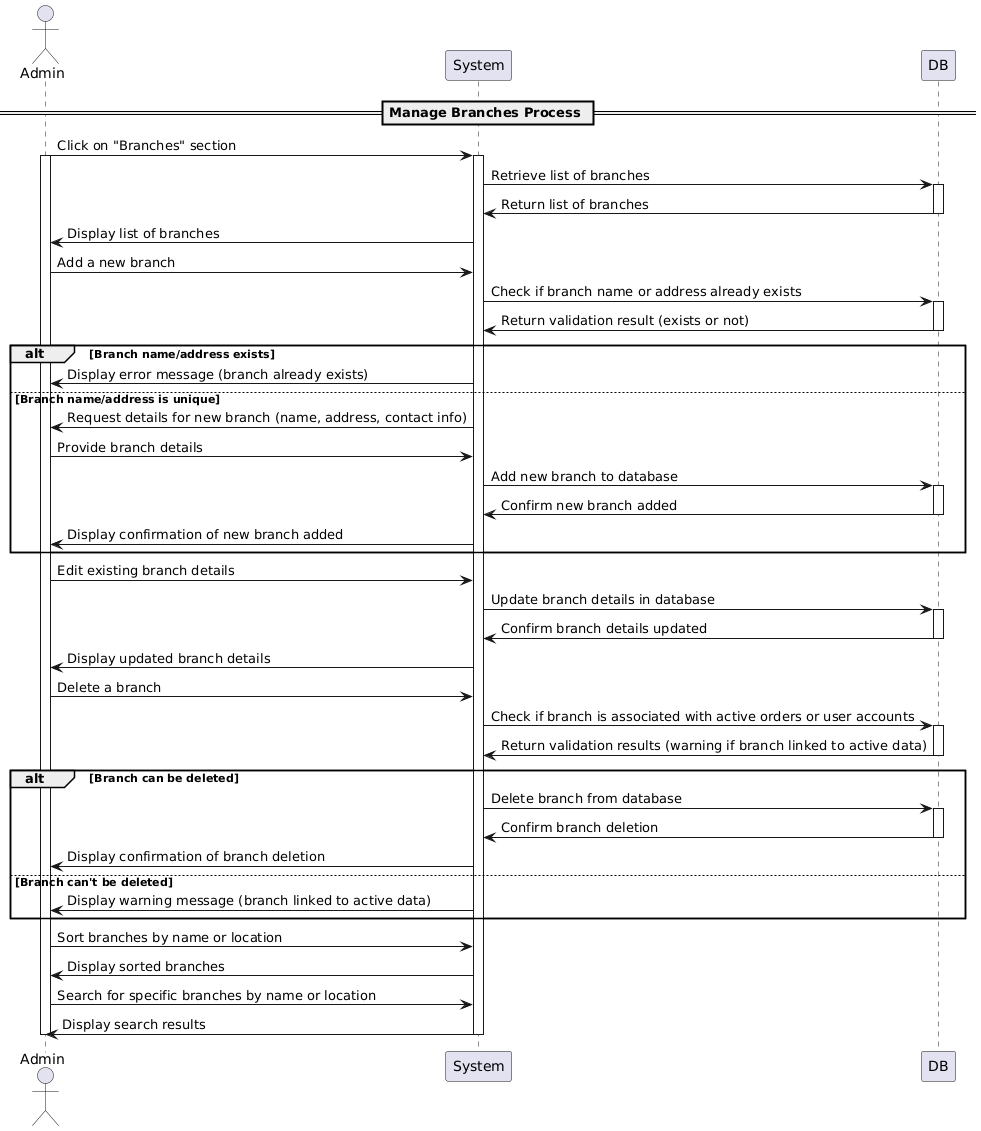 Admin
System
DB
Manage Branches Process
Click on "Branches" section
Retrieve list of branches
Return list of branches
Display list of branches
Add a new branch
Check if branch name or address already exists
Return validation result (exists or not)
alt [Branch name/address exists]
Display error message (branch already exists)
[Branch name/address is unique]
Request details for new branch (name, address, contact info)
Provide branch details
Add new branch to database
Confirm new branch added
Display confirmation of new branch added
Edit existing branch details
Update branch details in database
Confirm branch details updated
Display updated branch details
Delete a branch
Check if branch is associated with active orders or user accounts
Return validation results (warning if branch linked to active data)
alt [Branch can be deleted]
Delete branch from database
Confirm branch deletion
Display confirmation of branch deletion
[Branch can't be deleted]
Display warning message (branch linked to active data)
Sort branches by name or location
Display sorted branches
Search for specific branches by name or location
Display search results
Admin
System
DB